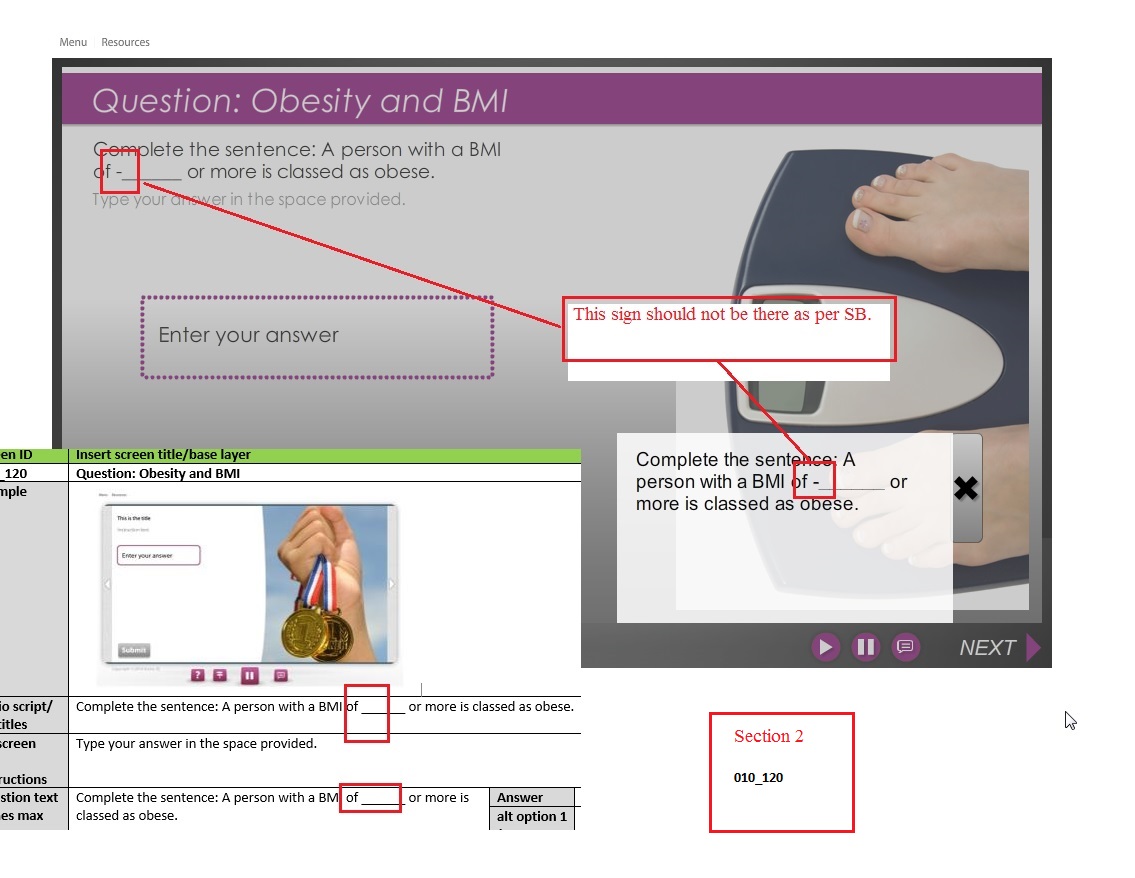 Menu Resources
Question: Obesity and BMI
Complete the sentence: A person with a BMI
of -______ or more is classed as obese.
Type your answer in the space provided.
Enter your answer
This sign should not be there as per SB.
Complete the sentence: A
person with a BMI of -______ or
more is classed as obese.
NEXT
en ID Insert screen title/base layer
_120 Question: Obesity and BMI
mple
This is the title
Enter your answer
Submit
io script/ Complete the sentence: A person with a BMI of ______ or more is classed as obese.
titles
screen Type your answer in the space provided.
ructions
stion text Complete the sentence: A person with a BMI of ______ or more is
es max classed as obese.
Answer
alt option 1
Section 2
010_120